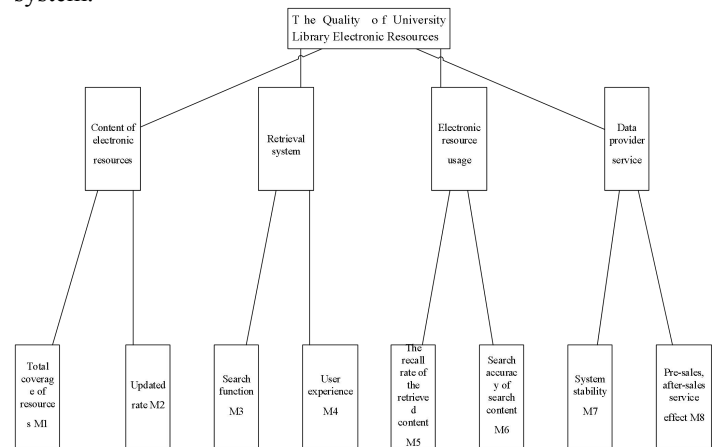 system.
T he Quality o f University
Library Electronic Resources
Content of
electronic
resources
Retrieval
system
Electronic
resource
usage
Data
provider
service
Total
coverag
e of
resource
s M1
Updated
rate M2
Search
function
M3
User
experience
M4
The
recall
rate of
the
retrieve
d
content
M5
Search
accurac
y of
search
content
M6
System
stability
M7
Pre-sales,
after-sales
service
effect M8